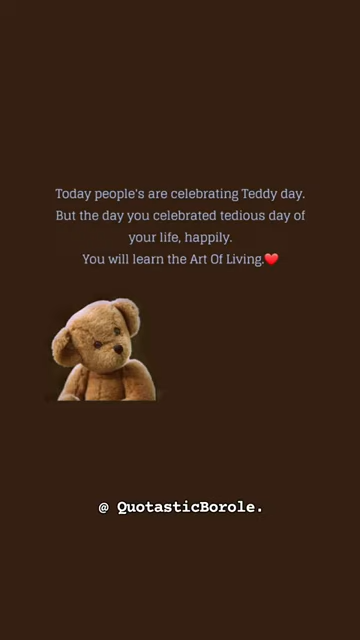 Today people's are celebrating Teddy day.
But the day you celebrated tedious day of
your life, happily.
You will learn the Art Of Living.❤️
@ QuotasticBorole.